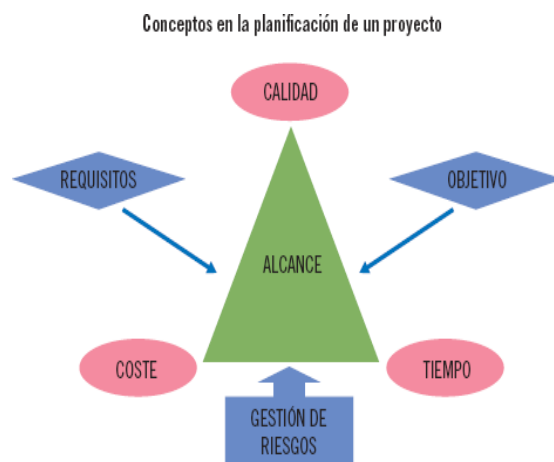 Conceptos en la planificación de un proyecto
CALIDAD
REQUISITOS
OBJETIVO
ALCANCE
COSTE
TIEMPO
GESTIÓN DE
RIESGOS